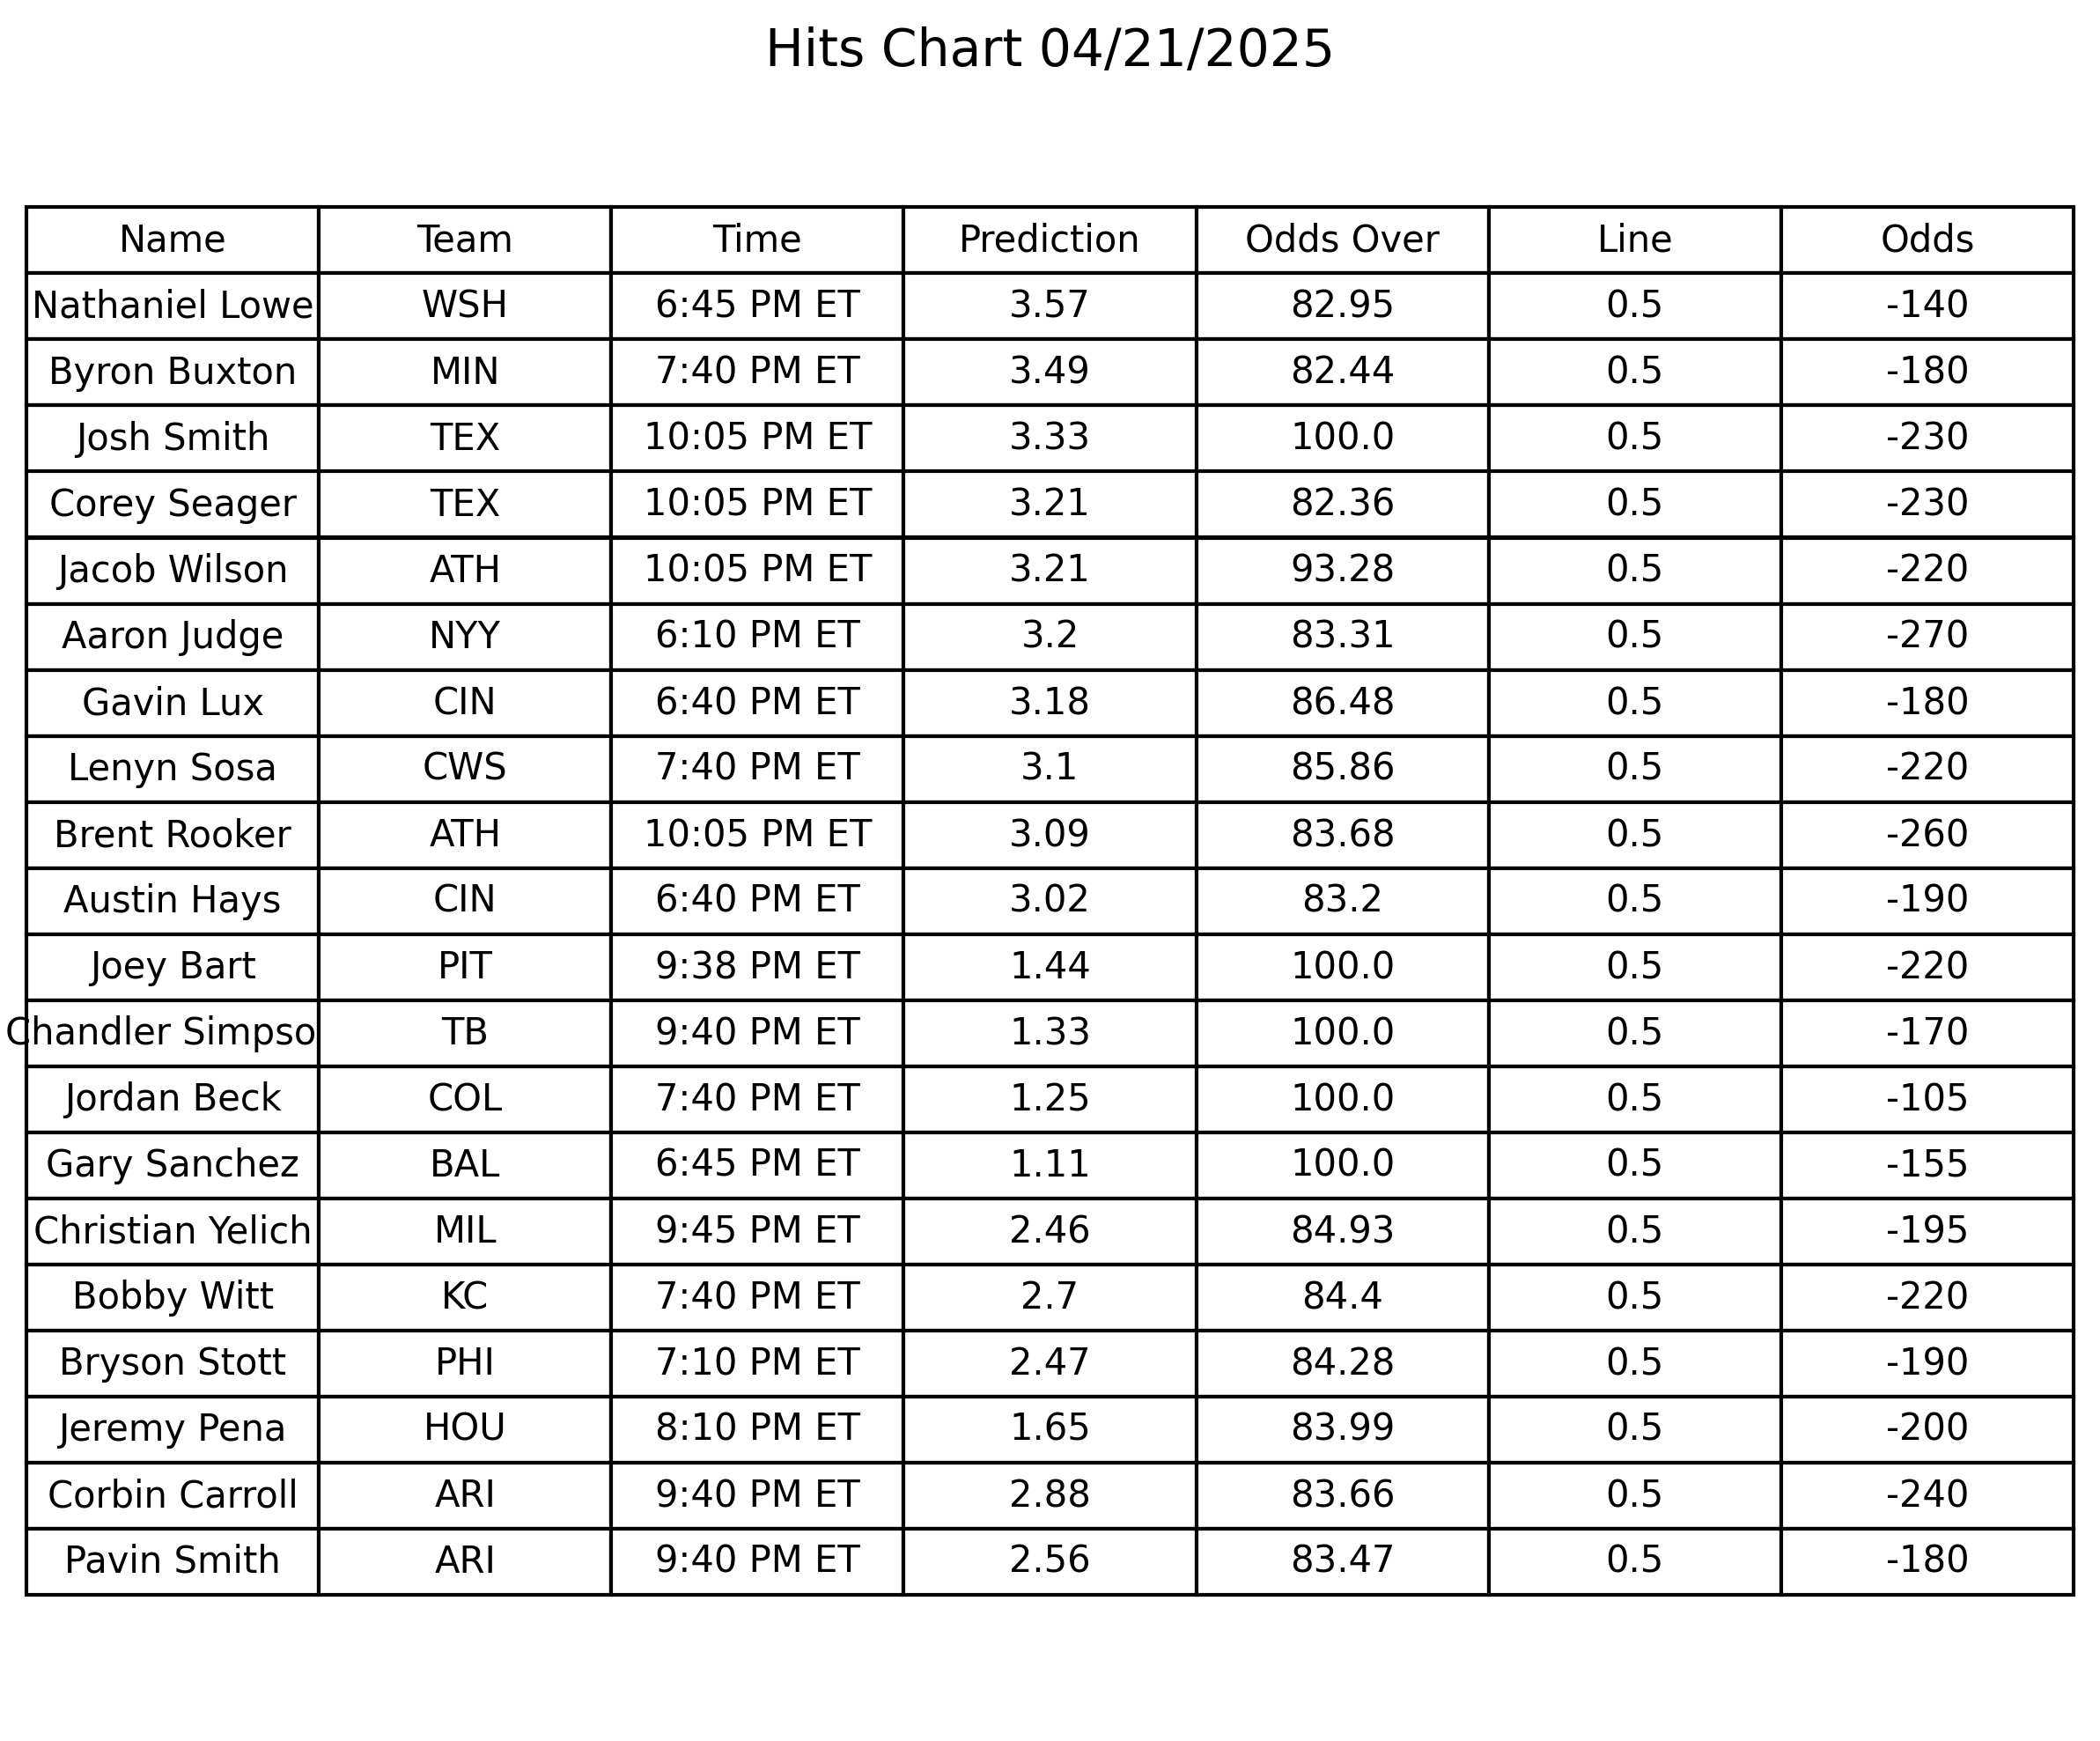 Hits Chart 04/21/2025
Name Team Time Prediction Odds Over Line Odds
Nathaniel Lowe WSH 6:45 PM ET 3.57 82.95 0.5 -140
Byron Buxton MIN 7:40 PM ET 3.49 82.44 0.5 -180
Josh Smith TEX 10:05 PM ET 3.33 100.0 0.5 -230
Corey Seager TEX 10:05 PM ET 3.21 82.36 0.5 -230
Jacob Wilson ATH 10:05 PM ET 3.21 93.28 0.5 -220
Aaron Judge NYY 6:10 PM ET 3.2 83.31 0.5 -270
Gavin Lux CIN 6:40 PM ET 3.18 86.48 0.5 -180
Lenyn Sosa CWS 7:40 PM ET 3.1 85.86 0.5 -220
Brent Rooker ATH 10:05 PM ET 3.09 83.68 0.5 -260
Austin Hays CIN 6:40 PM ET 3.02 83.2 0.5 -190
Joey Bart PIT 9:38 PM ET 1.44 100.0 0.5 -220
Chandler Simpso TB 9:40 PM ET 1.33 100.0 0.5 -170
Jordan Beck COL 7:40 PM ET 1.25 100.0 0.5 -105
Gary Sanchez BAL 6:45 PM ET 1.11 100.0 0.5 -155
Christian Yelich MIL 9:45 PM ET 2.46 84.93 0.5 -195
Bobby Witt KC 7:40 PM ET 2.7 84.4 0.5 -220
Bryson Stott PHI 7:10 PM ET 2.47 84.28 0.5 -190
Jeremy Pena HOU 8:10 PM ET 1.65 83.99 0.5 -200
Corbin Carroll ARI 9:40 PM ET 2.88 83.66 0.5 -240
Pavin Smith ARI 9:40 PM ET 2.56 83.47 0.5 -180